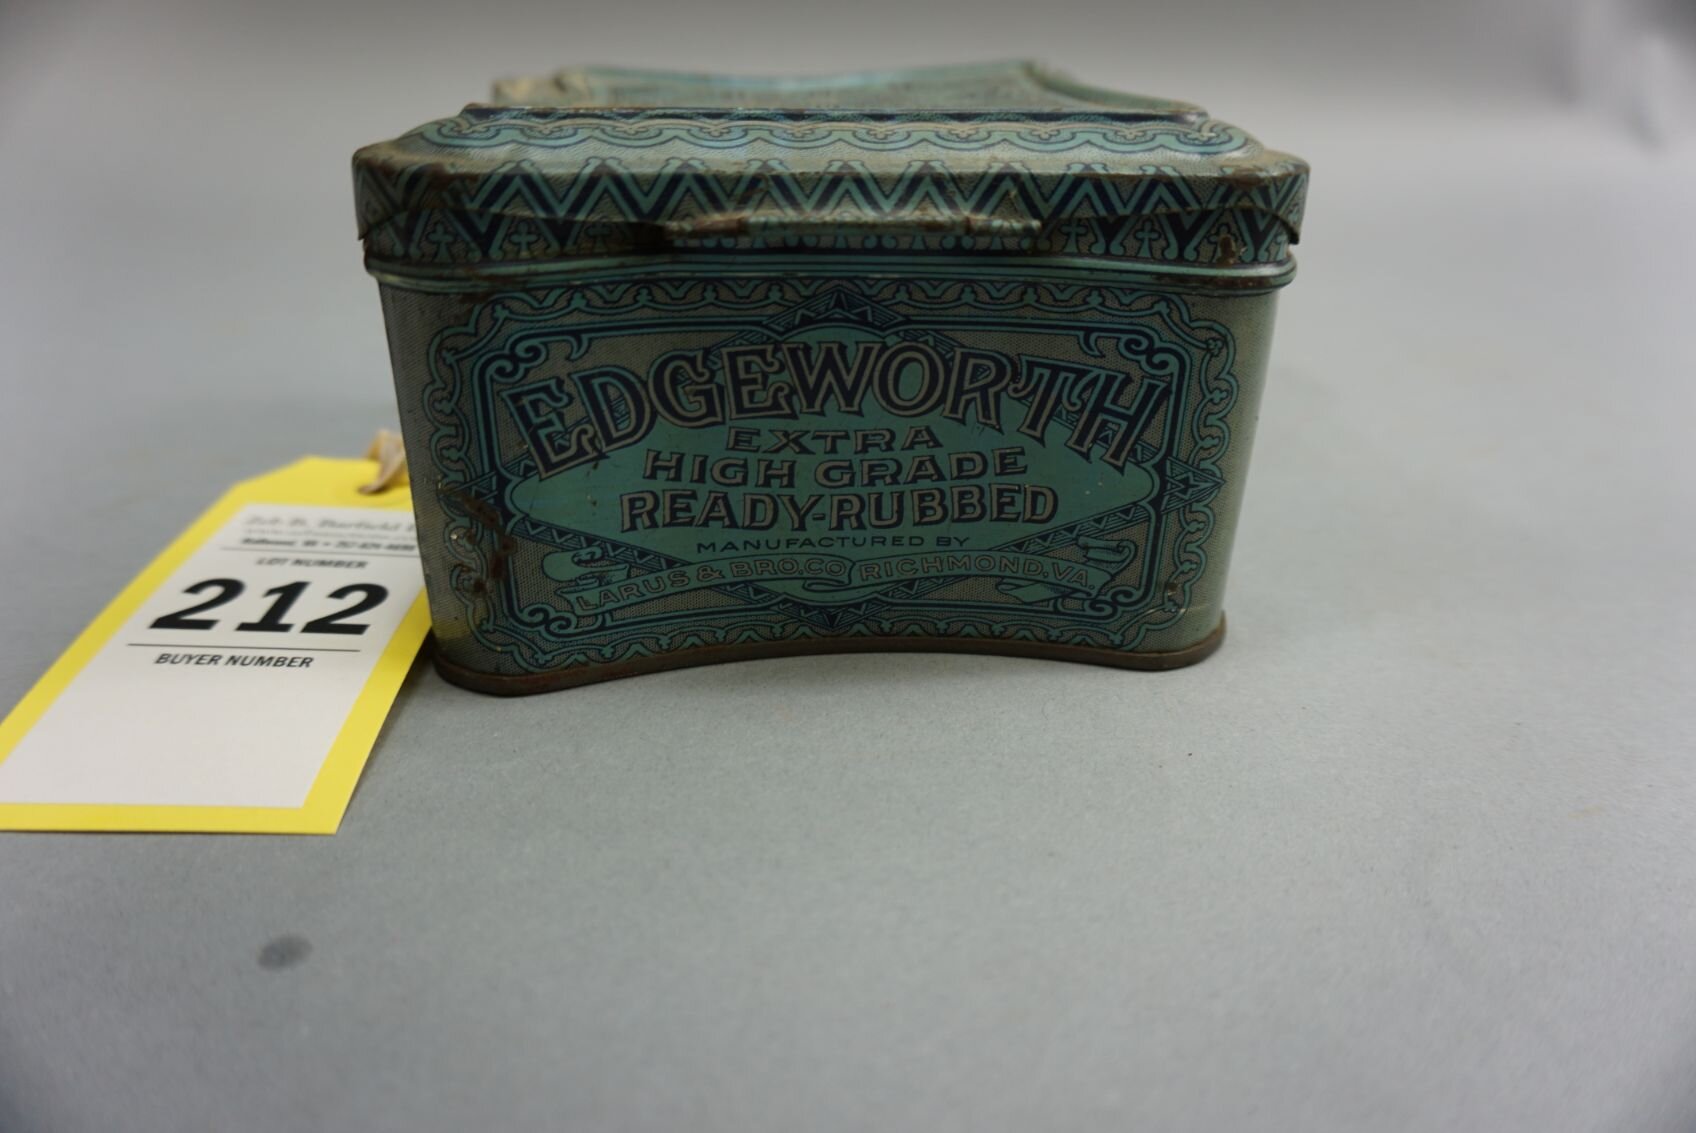 EDGEWORTH
EXTRA
HIGH GRADE
READY-RUBBED
MANUFACTURED BY
LARUS & BRO.CO RICHMOND, VA.
LOT NUMBER
212
BUYER NUMBER